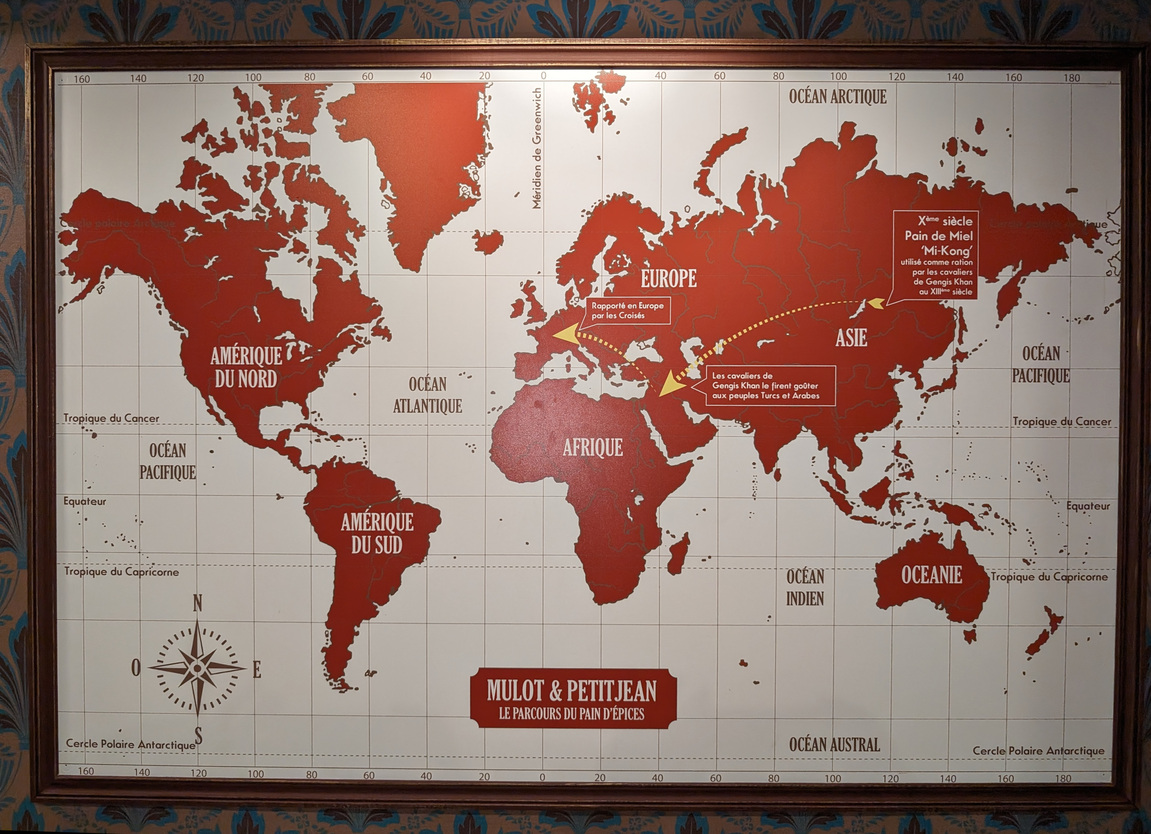 160 140 120 100 80 60 40 20 0 40 60 80 100 120 140 160 180
OCÉAN ARCTIQUE
Méridien de Greenwich
Cercle polaire Arctique
Xème siècle
Pain de Miel
'Mi-Kong'
utilisé comme ration
par les cavaliers
de Gengis Khan
au XIIIème siècle
EUROPE
Rapporté en Europe
par les Croisés
ASIE
AMÉRIQUE
DU NORD
OCÉAN
PACIFIQUE
Les cavaliers de
Gengis Khan le firent goûter
aux peuples Turcs et Arabes
OCÉAN
ATLANTIQUE
Tropique du Cancer
Tropique du Cancer
AFRIQUE
OCÉAN
PACIFIQUE
Equateur
Equateur
AMÉRIQUE
DU SUD
Tropique du Capricorne
OCÉAN
INDIEN
OCEANIE
Tropique du Capricorne
N
O E
S
MULOT & PETITJEAN
LE PARCOURS DU PAIN D'ÉPICES
Cercle Polaire Antarctique
OCÉAN AUSTRAL
Cercle Polaire Antarctique
160 140 120 100 80 60 40 20 0 20 40 60 80 100 120 140 160 180